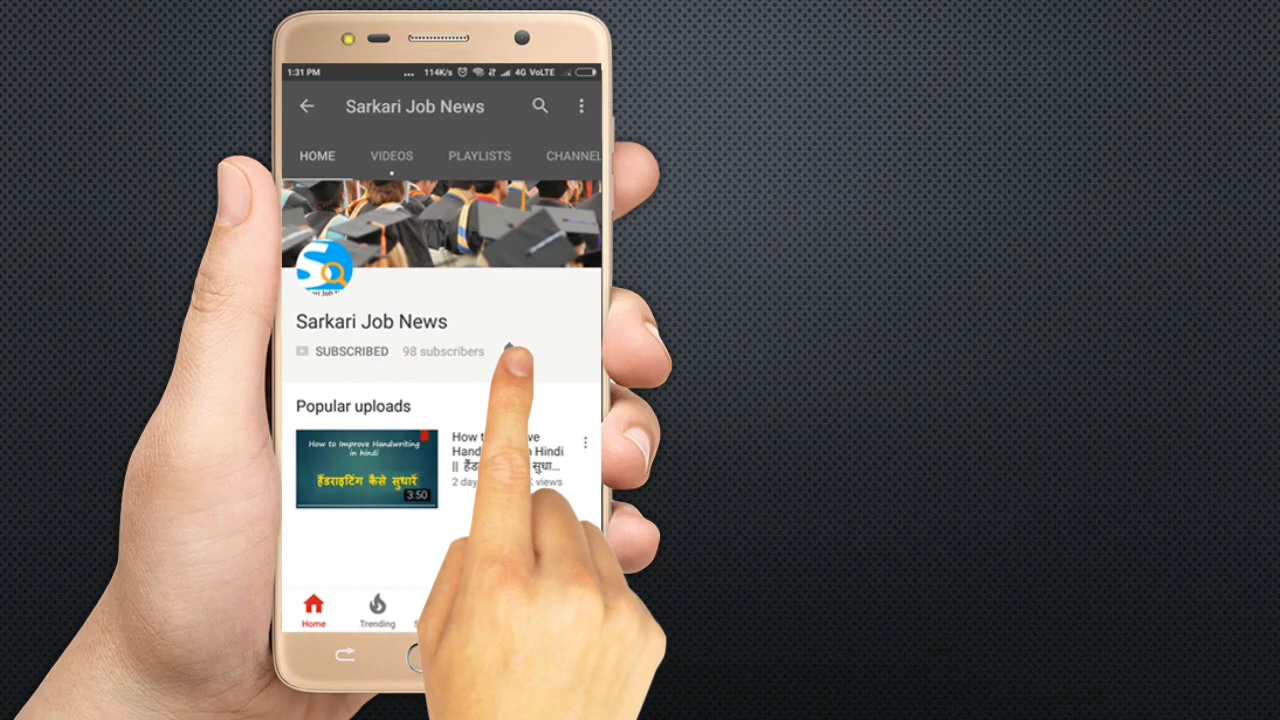 1:31 PM ... 114K/s 4G VoLTE
Sarkari Job News
HOME VIDEOS PLAYLISTS CHANNEL
Sarkari Job News
SUBSCRIBED 98 subscribers
Popular uploads
How to Improve Handwriting
in hindi
हैंडराइटिंग कैसे सुधारें
3:50
How
Hindi
||
2 views
Home Trending